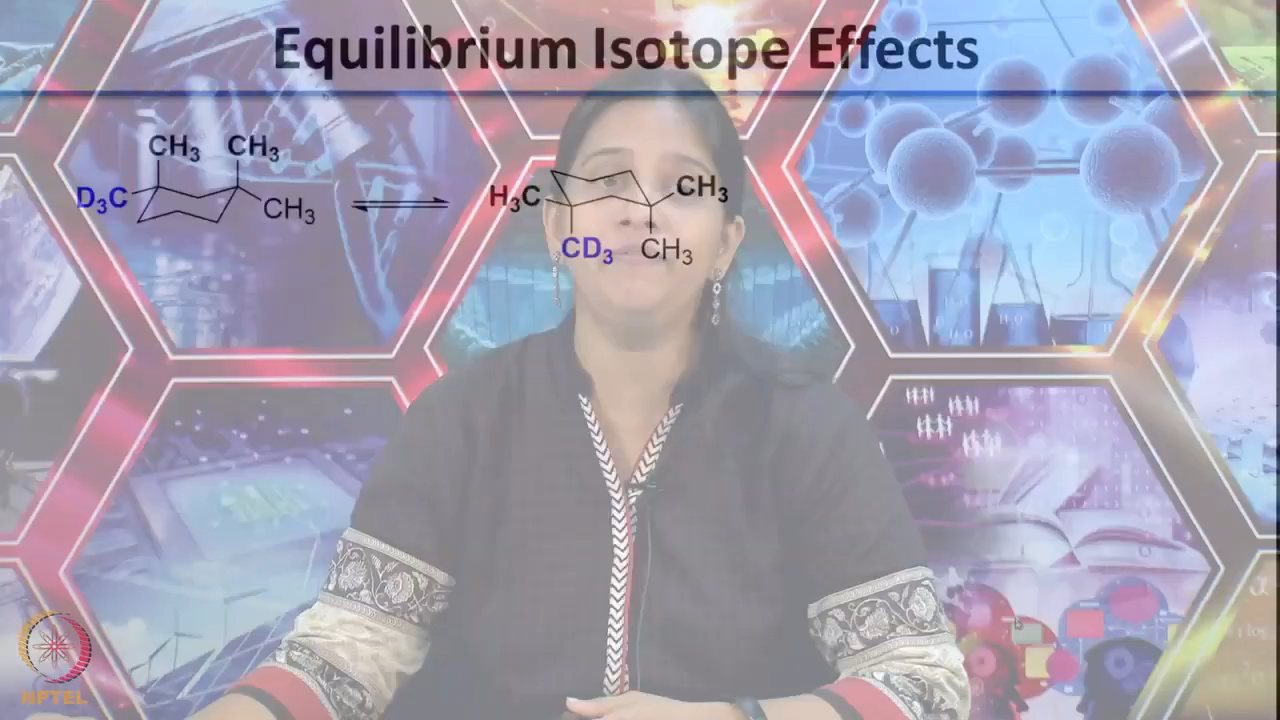 Equilibrium Isotope Effects
CH3 CH3
D3C
CH3
H3C
CH3
CD3 CH3
NPTEL